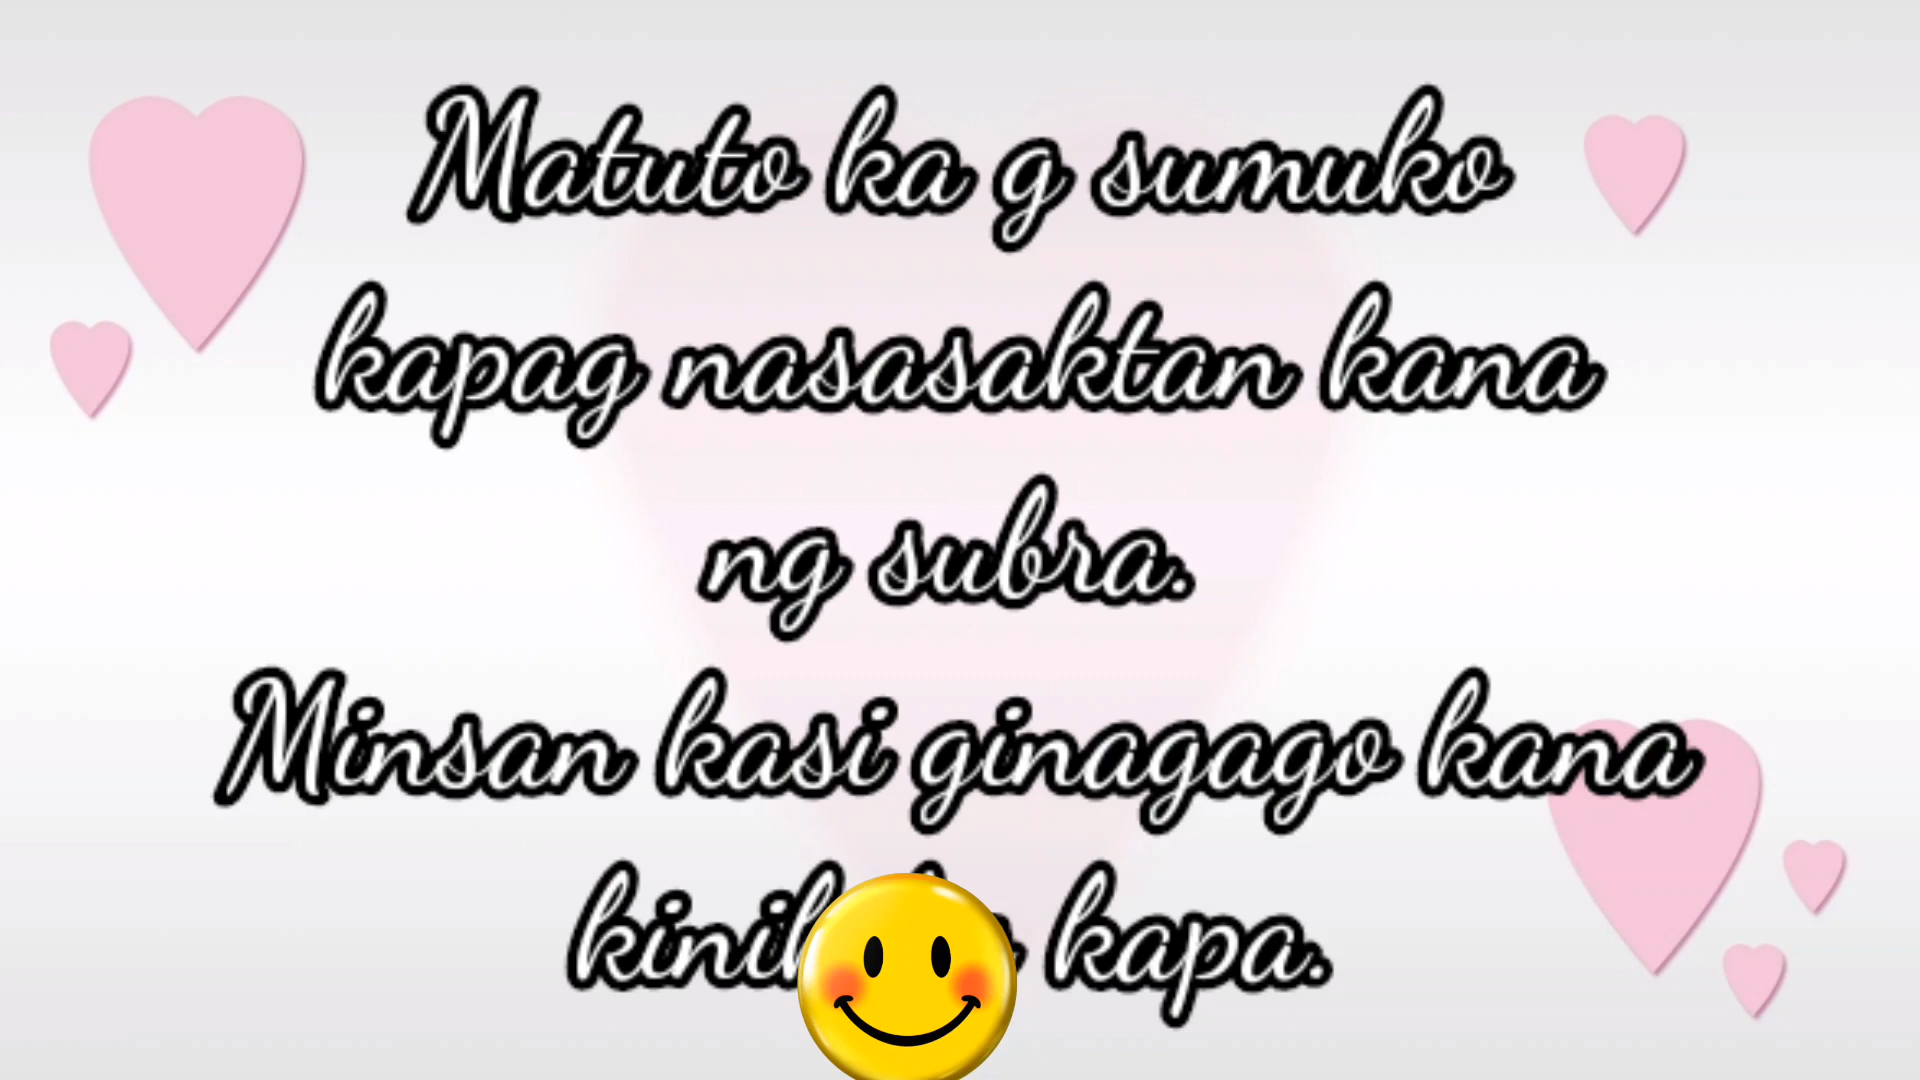 Matuto ka g sumuko
kapag nasasaktan kana
ng subra.
Minsan kasi ginagago kana
kapa.